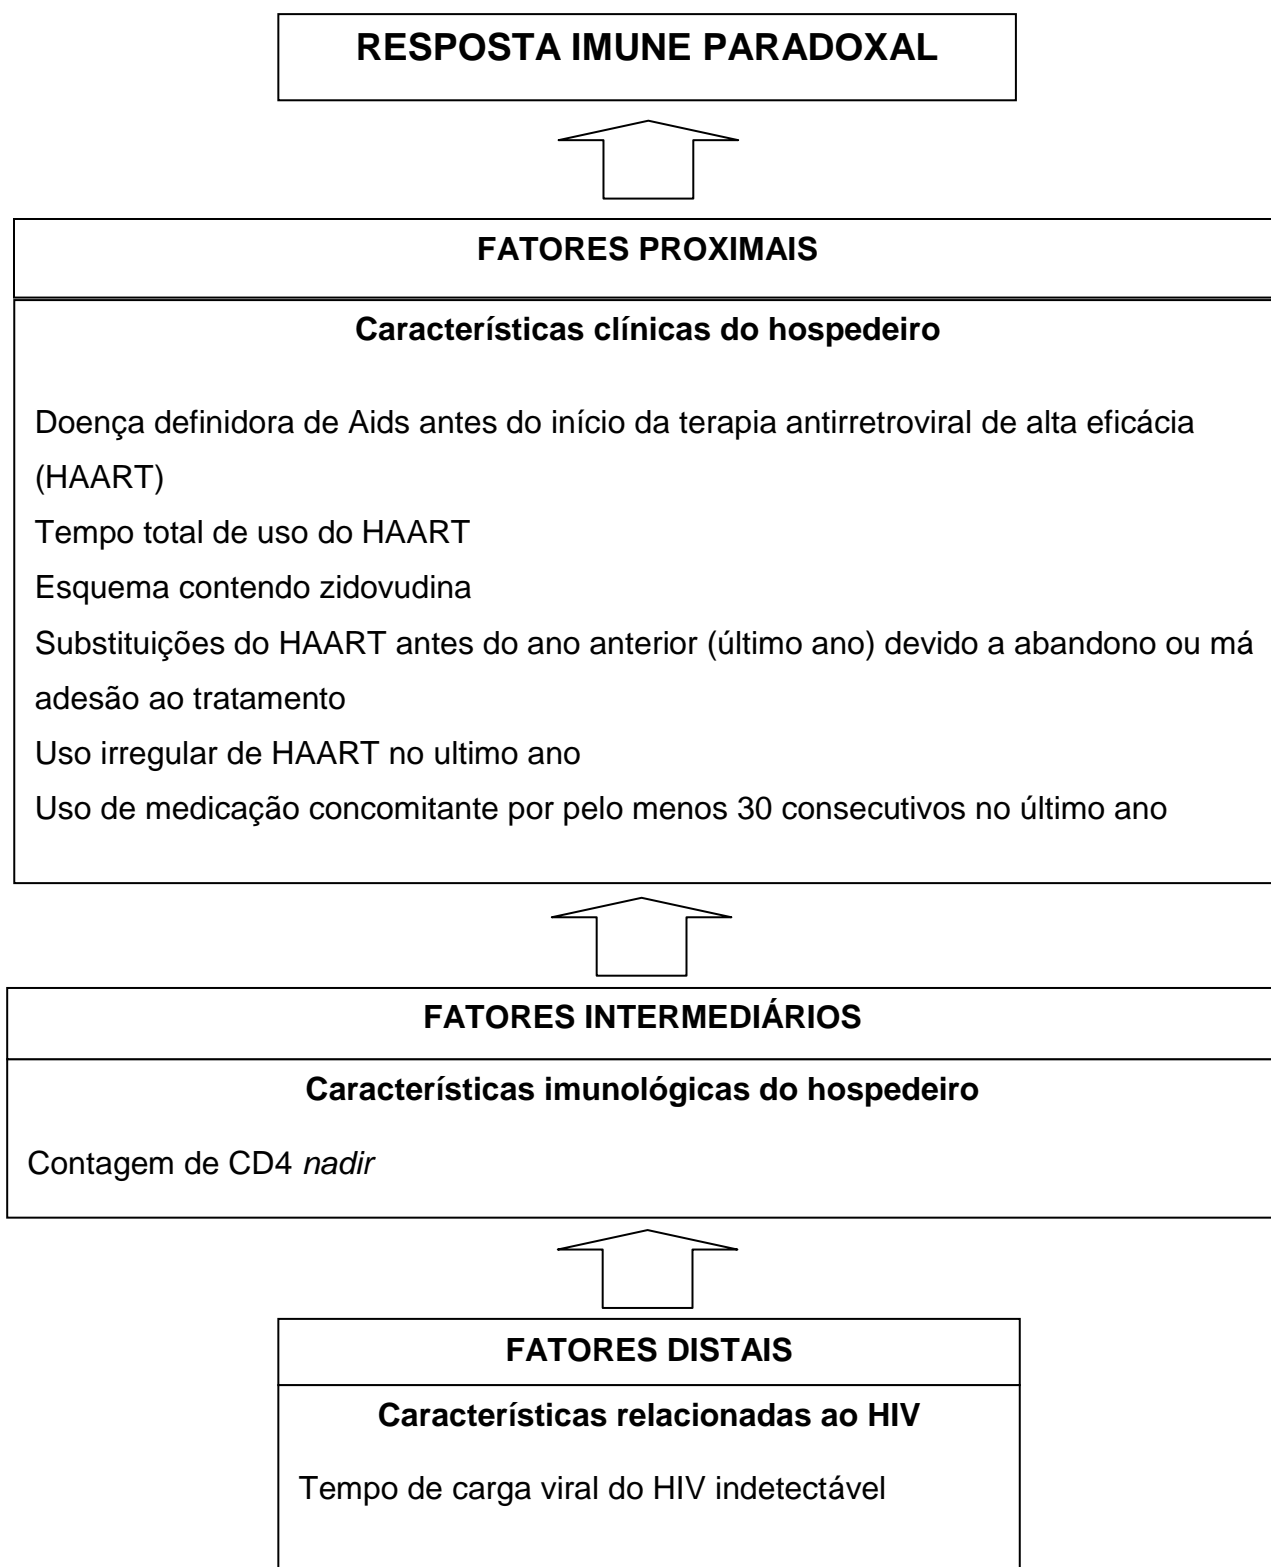 RESPOSTA IMUNE PARADOXAL
FATORES PROXIMAIS
Características clínicas do hospedeiro
Doença definidora de Aids antes do início da terapia antirretroviral de alta eficácia
(HAART)
Tempo total de uso do HAART
Esquema contendo zidovudina
Substituições do HAART antes do ano anterior (último ano) devido a abandono ou má
adesão ao tratamento
Uso irregular de HAART no ultimo ano
Uso de medicação concomitante por pelo menos 30 consecutivos no último ano
FATORES INTERMEDIÁRIOS
Características imunológicas do hospedeiro
Contagem de CD4 nadir
FATORES DISTAIS
Características relacionadas ao HIV
Tempo de carga viral do HIV indetectável